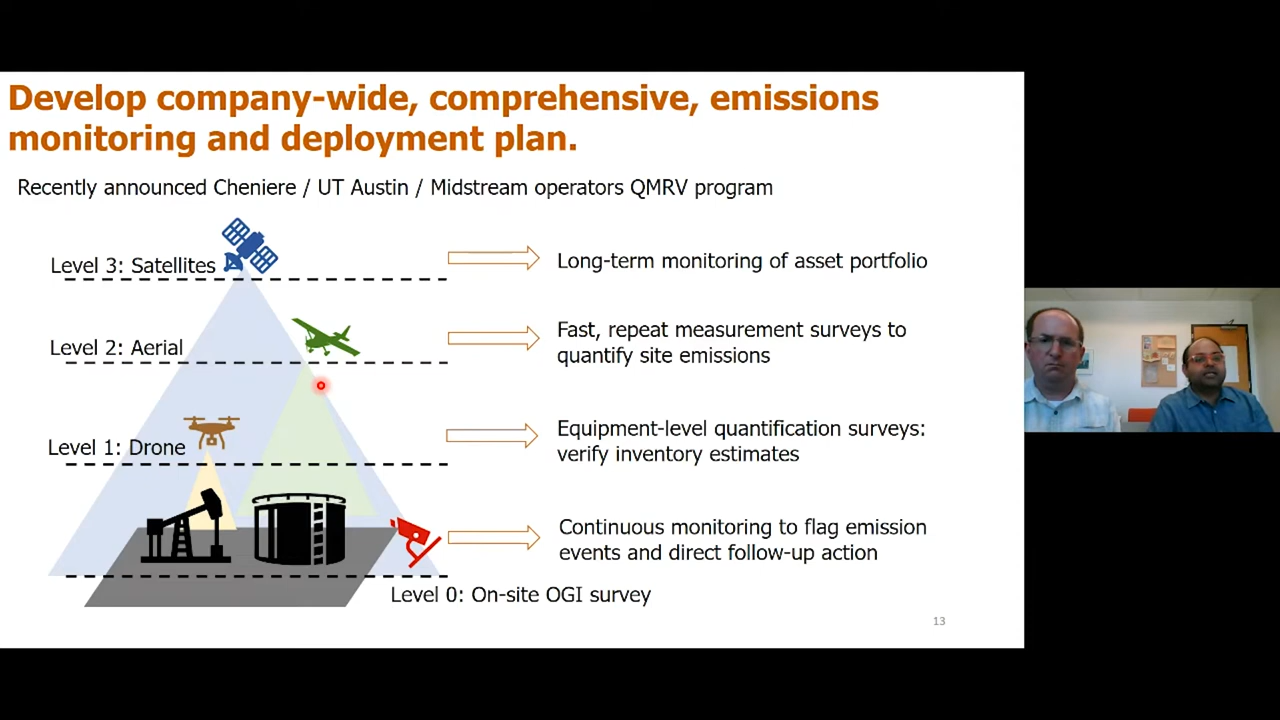 Develop company-wide, comprehensive, emissions
monitoring and deployment plan.
Recently announced Cheniere / UT Austin / Midstream operators QMRV program
Level 3: Satellites
Long-term monitoring of asset portfolio
Level 2: Aerial
Fast, repeat measurement surveys to
quantify site emissions
Level 1: Drone
Equipment-level quantification surveys:
verify inventory estimates
Continuous monitoring to flag emission
events and direct follow-up action
Level 0: On-site OGI survey
13